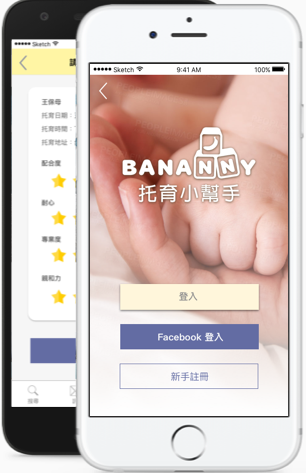 Sketch
王保母
托育日期：
托育時間：
托育地址：
配合度
耐心
專業度
親和力
搜尋
Sketch 9:41 AM 100%
BANANNY
托育小幫手
登入
Facebook 登入
新手註冊